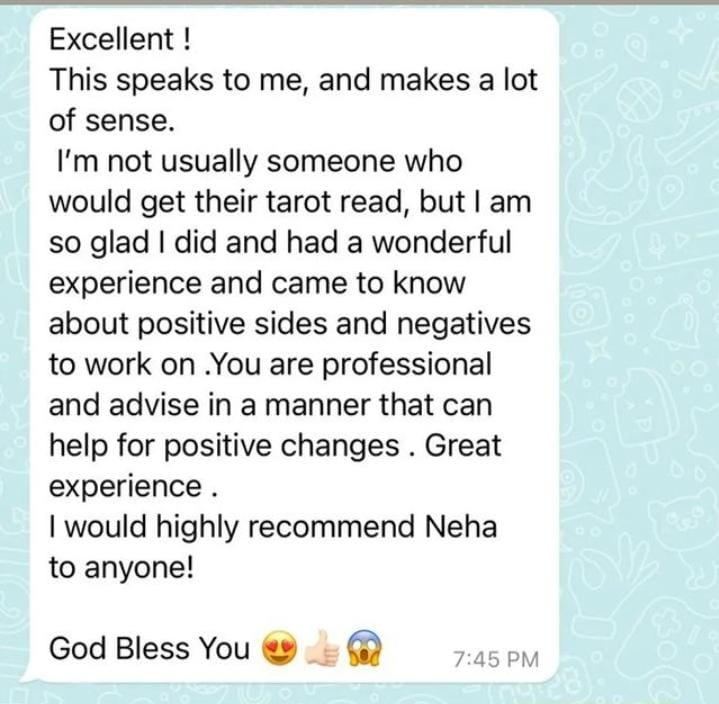 Excellent !
This speaks to me, and makes a lot
of sense.
I'm not usually someone who
would get their tarot read, but I am
so glad I did and had a wonderful
experience and came to know
about positive sides and negatives
to work on .You are professional
and advise in a manner that can
help for positive changes . Great
experience .
I would highly recommend Neha
to anyone!
God Bless You 😍👍🏻😱
7:45 PM